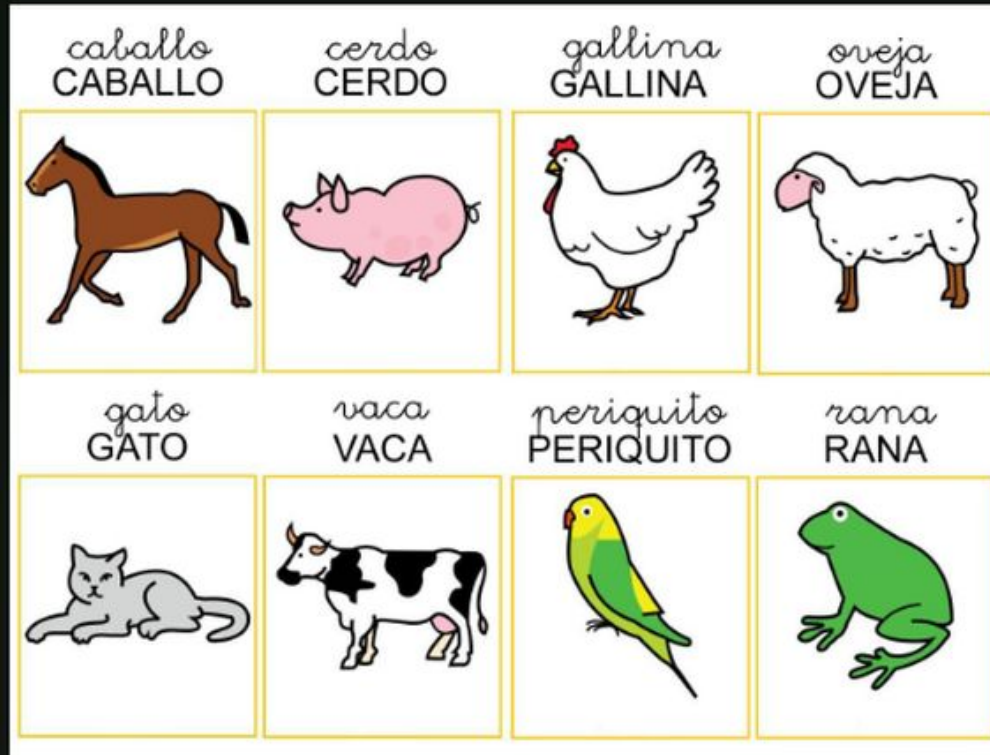 caballo
CABALLO
cerdo
CERDO
gallina
GALLINA
oveja
OVEJA
gato
GATO
vaca
VACA
periquito
PERIQUITO
rana
RANA